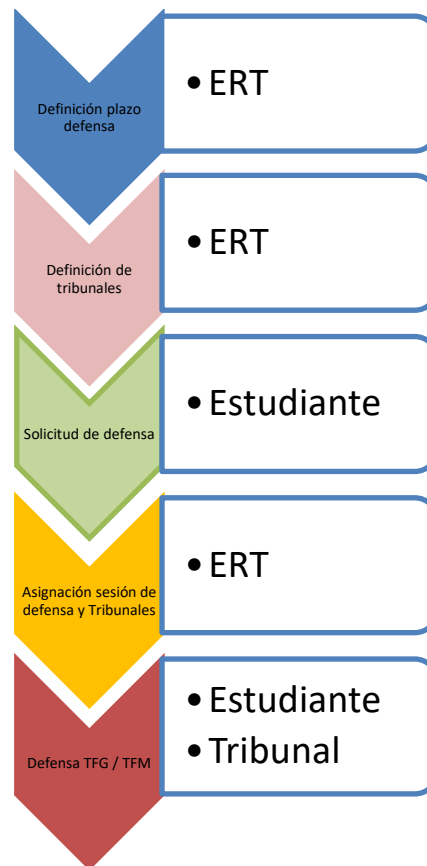 Definición plazo
defensa
• ERT
Definición de
tribunales
• ERT
Solicitud de defensa
• Estudiante
Asignación sesión de
defensa y Tribunales
• ERT
Defensa TFG / TFM
• Estudiante
• Tribunal